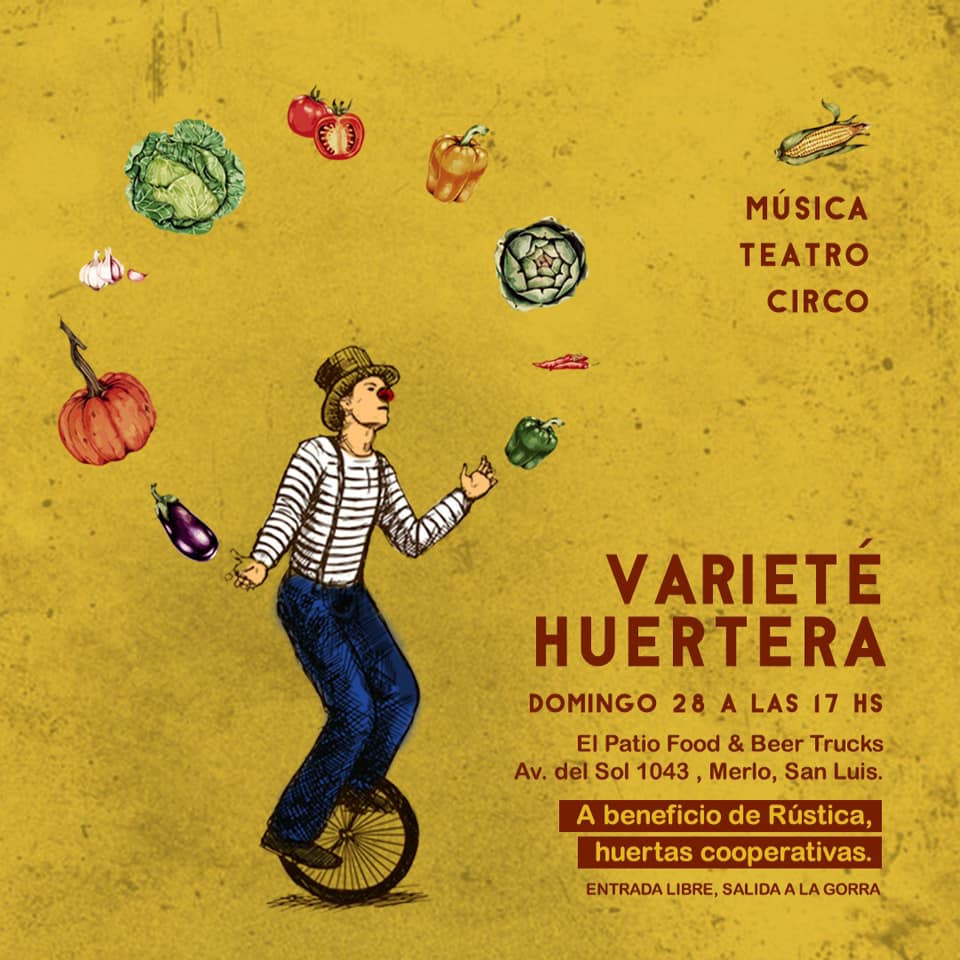 MÚSICA
TEATRO
CIRCO
VARIETÉ
HUERTERA
DOMINGO 28 A LAS 17 HS
El Patio Food & Beer Trucks
Av. del Sol 1043 , Merlo, San Luis.
A beneficio de Rústica,
huertas cooperativas.
ENTRADA LIBRE, SALIDA A LA GORRA